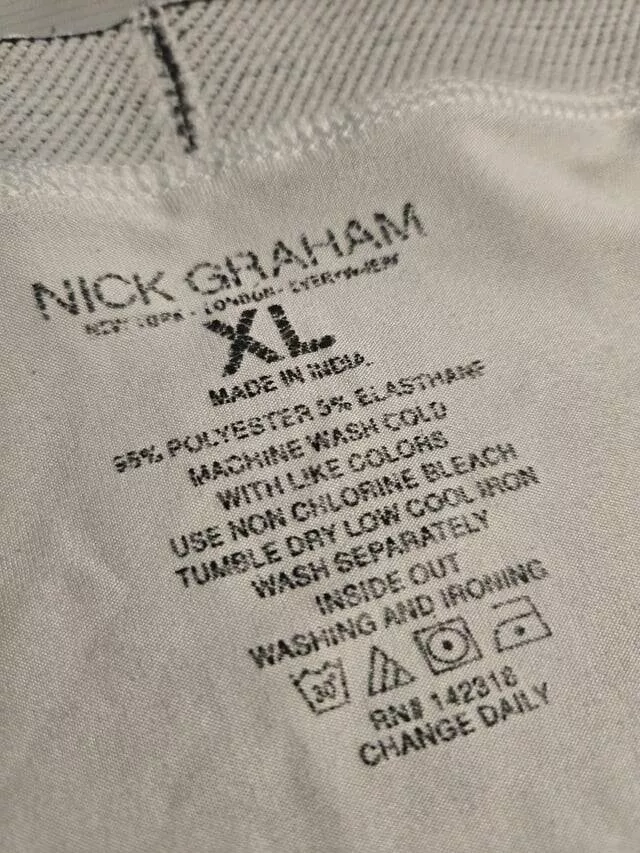 NICK GRAHAM
NEW YORK - LONDON - EVERYWHERE
XL
MADE IN INDIA.
95% POLYESTER 5% ELASTHANE
MACHINE WASH COLD
WITH LIKE COLORS
USE NON CHLORINE BLEACH
TUMBLE DRY LOW COOL IRON
WASH SEPARATELY
INSIDE OUT
WASHING AND IRONING
30°
RN# 142318
CHANGE DAILY